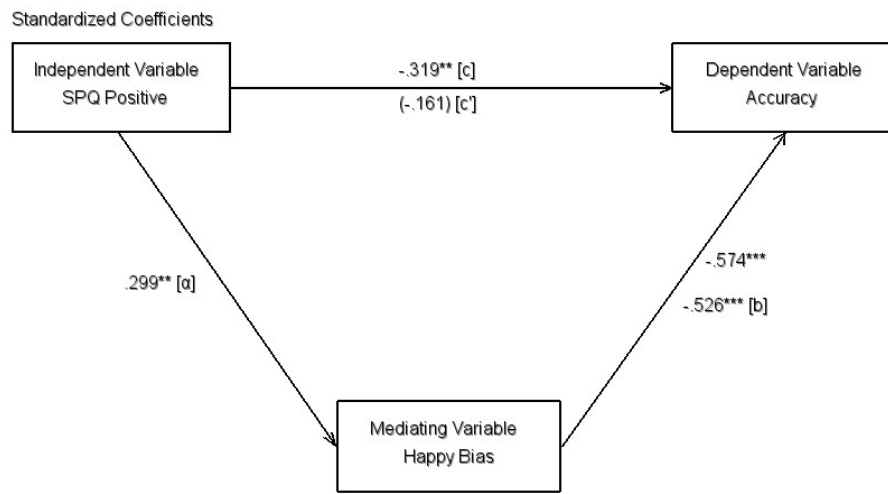 Standardized Coefficients
Independent Variable
SPQ Positive
-.319** [c]
(-.161) [c']
Dependent Variable
Accuracy
.299** [α]
-.574***
-.526*** [b]
Mediating Variable
Happy Bias